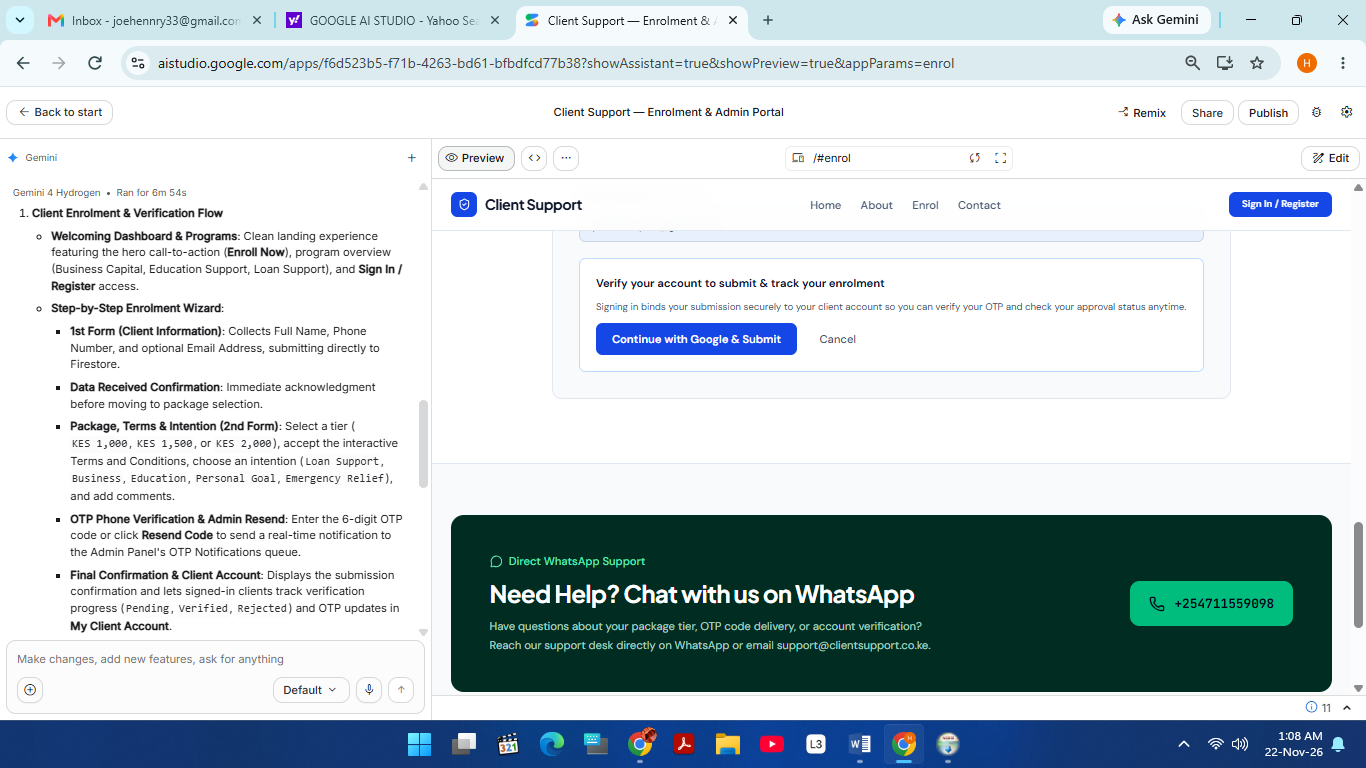 Inbox - joehennry33@gmail.con
GOOGLE AI STUDIO - Yahoo Sea
Client Support — Enrolment & A
Ask Gemini
aistudio.google.com/apps/f6d523b5-f71b-4263-bd61-bfbdfcd77b38?showAssistant=true&showPreview=true&appParams=enrol
H
Back to start
Client Support — Enrolment & Admin Portal
Remix
Share
Publish
Gemini
Preview
/#enrol
Edit
Gemini 4 Hydrogen • Ran for 6m 54s
1. Client Enrolment & Verification Flow
Welcoming Dashboard & Programs: Clean landing experience
featuring the hero call-to-action (Enroll Now), program overview
(Business Capital, Education Support, Loan Support), and Sign In /
Register access.
Step-by-Step Enrolment Wizard:
1st Form (Client Information): Collects Full Name, Phone
Number, and optional Email Address, submitting directly to
Firestore.
Data Received Confirmation: Immediate acknowledgment
before moving to package selection.
Package, Terms & Intention (2nd Form): Select a tier (
KES 1,000, KES 1,500, or KES 2,000), accept the interactive
Terms and Conditions, choose an intention (Loan Support,
Business, Education, Personal Goal, Emergency Relief),
and add comments.
OTP Phone Verification & Admin Resend: Enter the 6-digit OTP
code or click Resend Code to send a real-time notification to
the Admin Panel's OTP Notifications queue.
Final Confirmation & Client Account: Displays the submission
confirmation and lets signed-in clients track verification
progress (Pending, Verified, Rejected) and OTP updates in
My Client Account.
Make changes, add new features, ask for anything
Default
Client Support
Home
About
Enrol
Contact
Sign In / Register
Verify your account to submit & track your enrolment
Signing in binds your submission securely to your client account so you can verify your OTP and check your approval status anytime.
Continue with Google & Submit
Cancel
Direct WhatsApp Support
Need Help? Chat with us on WhatsApp
Have questions about your package tier, OTP code delivery, or account verification?
Reach our support desk directly on WhatsApp or email support@clientsupport.co.ke.
+254711559098
11
321
L3
1:08 AM
22-Nov-26